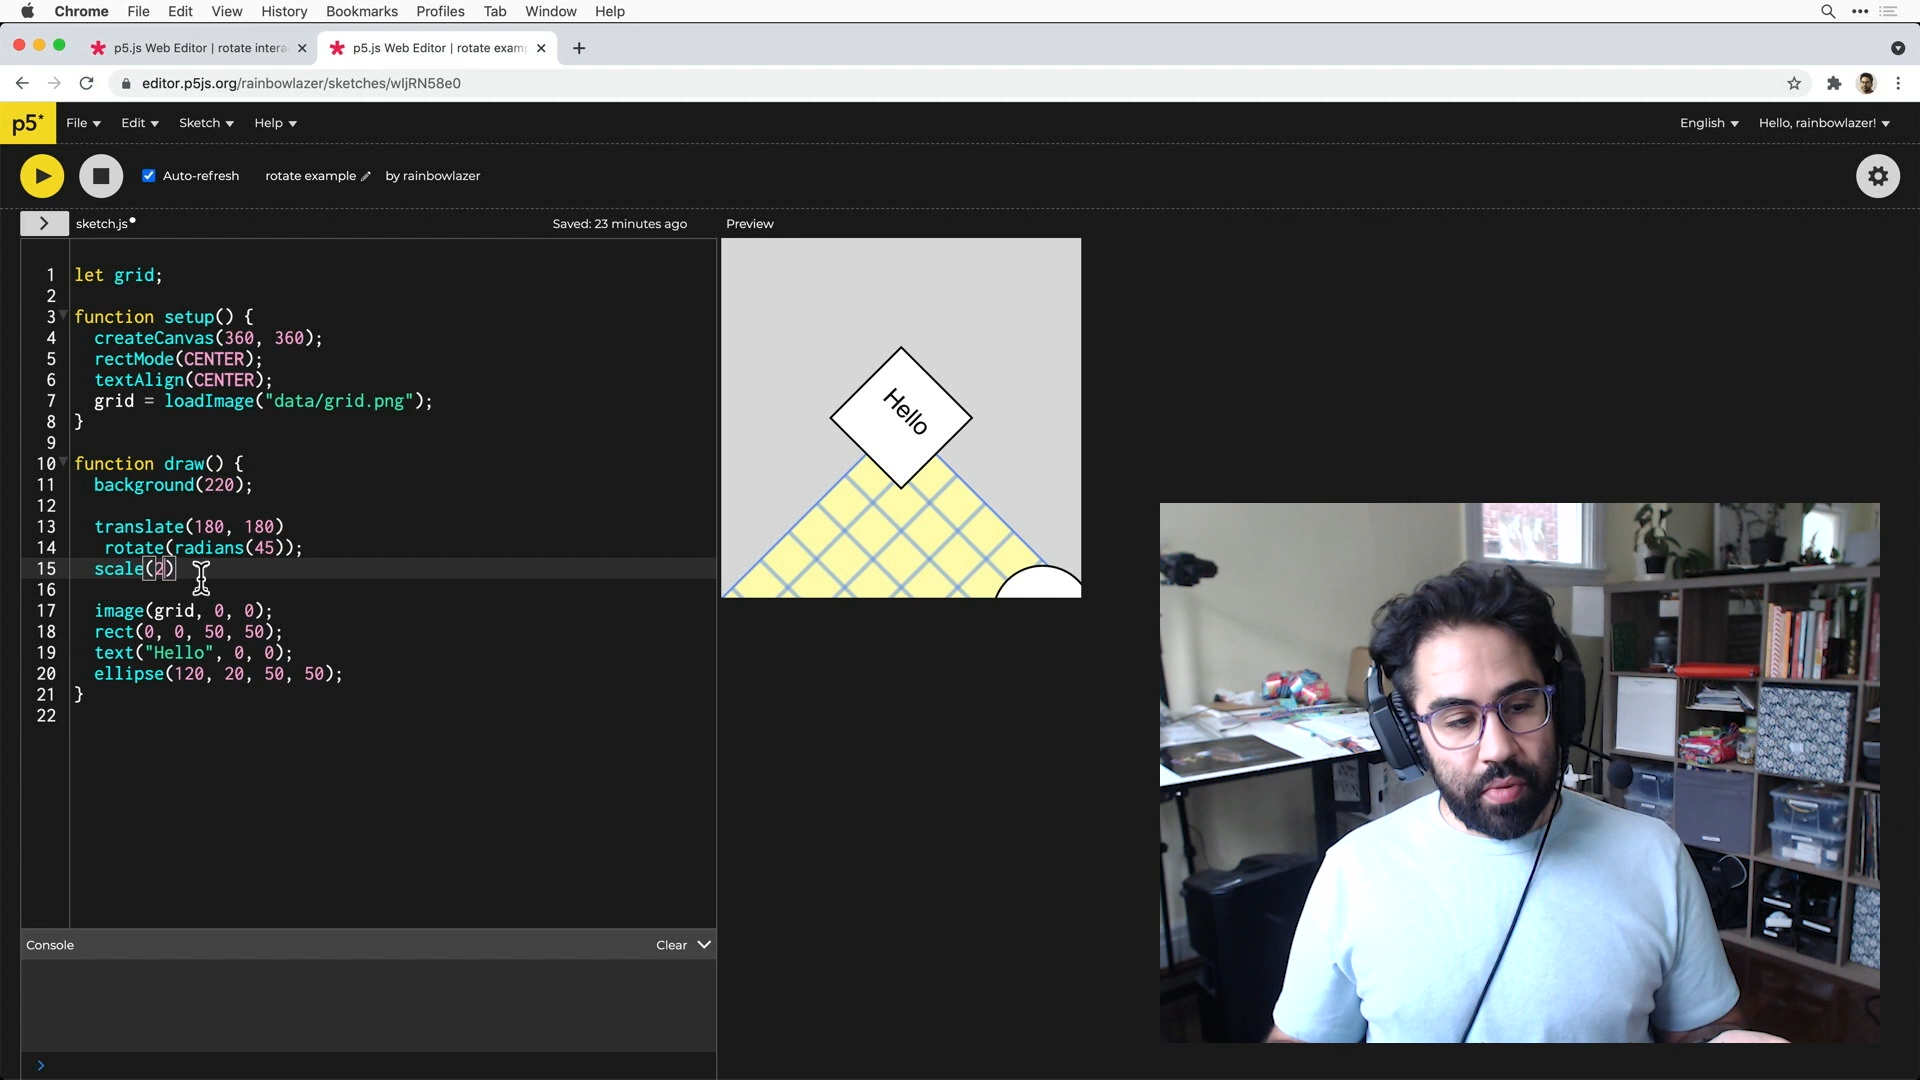 Chrome File Edit View History Bookmarks Profiles Tab Window Help
p5.js Web Editor | rotate intera
p5.js Web Editor | rotate exam
editor.p5js.org/rainbowlazer/sketches/wIjRN58e0
p5* File Edit Sketch Help English Hello, rainbowlazer!
Auto-refresh rotate example by rainbowlazer
sketch.js Saved: 23 minutes ago Preview
1 let grid;
2
3 function setup() {
4 createCanvas(360, 360);
5 rectMode(CENTER);
6 textAlign(CENTER);
7 grid = loadImage("data/grid.png");
8 }
9
10 function draw() {
11 background(220);
12
13 translate(180, 180)
14 rotate(radians(45));
15 scale(2)
16
17 image(grid, 0, 0);
18 rect(0, 0, 50, 50);
19 text("Hello", 0, 0);
20 ellipse(120, 20, 50, 50);
21 }
22
Hello
Console Clear
>